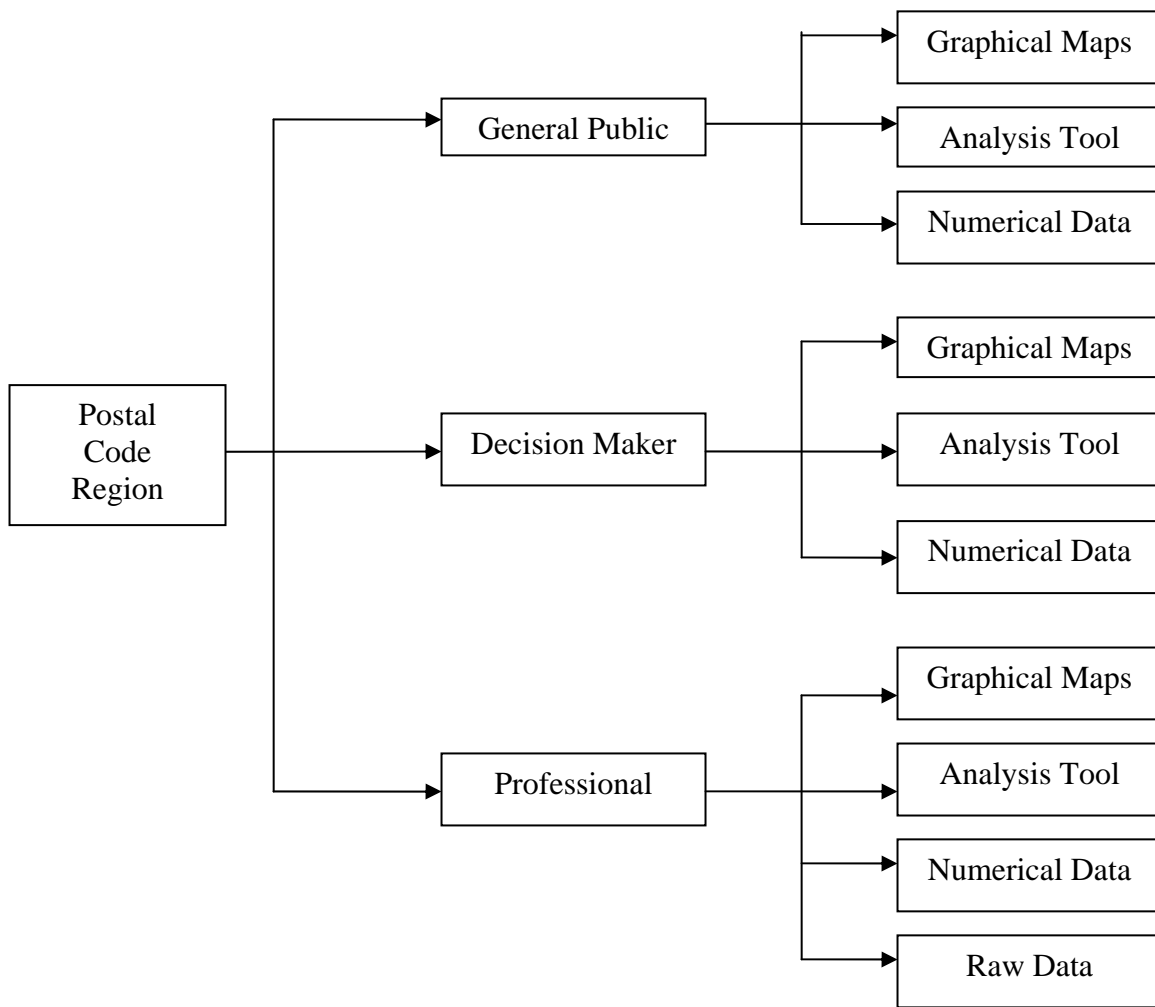 Postal
Code
Region
General Public
Graphical Maps
Analysis Tool
Numerical Data
Decision Maker
Graphical Maps
Analysis Tool
Numerical Data
Professional
Graphical Maps
Analysis Tool
Numerical Data
Raw Data